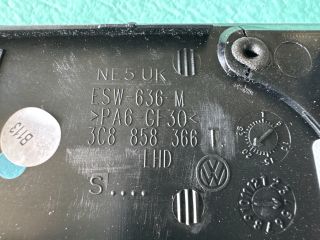 NE5 UK
ESW-636-M
>PA6 GF30<
3C8 858 366 T
LHD
S....
B113